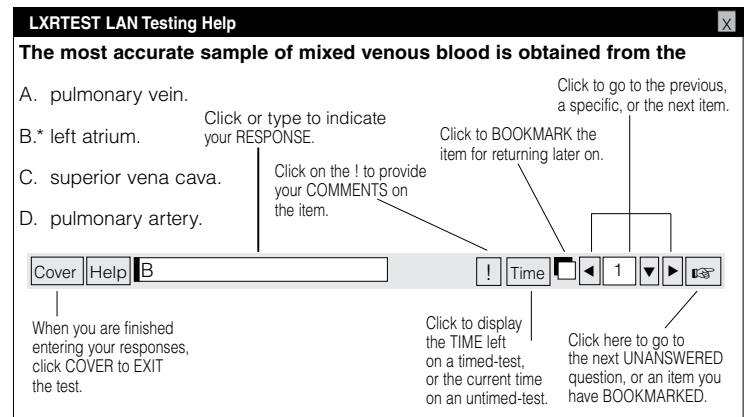 LXRTEST LAN Testing Help
X
The most accurate sample of mixed venous blood is obtained from the
A. pulmonary vein.
B.* left atrium.
C. superior vena cava.
D. pulmonary artery.
Click or type to indicate
your RESPONSE.
Click on the ! to provide
your COMMENTS on
the item.
Click to BOOKMARK the
item for returning later on.
Click to go to the previous,
a specific, or the next item.
Cover Help B ! Time 1
When you are finished
entering your responses,
click COVER to EXIT
the test.
Click to display
the TIME left
on a timed-test,
or the current time
on an untimed-test.
Click here to go to
the next UNANSWERED
question, or an item you
have BOOKMARKED.